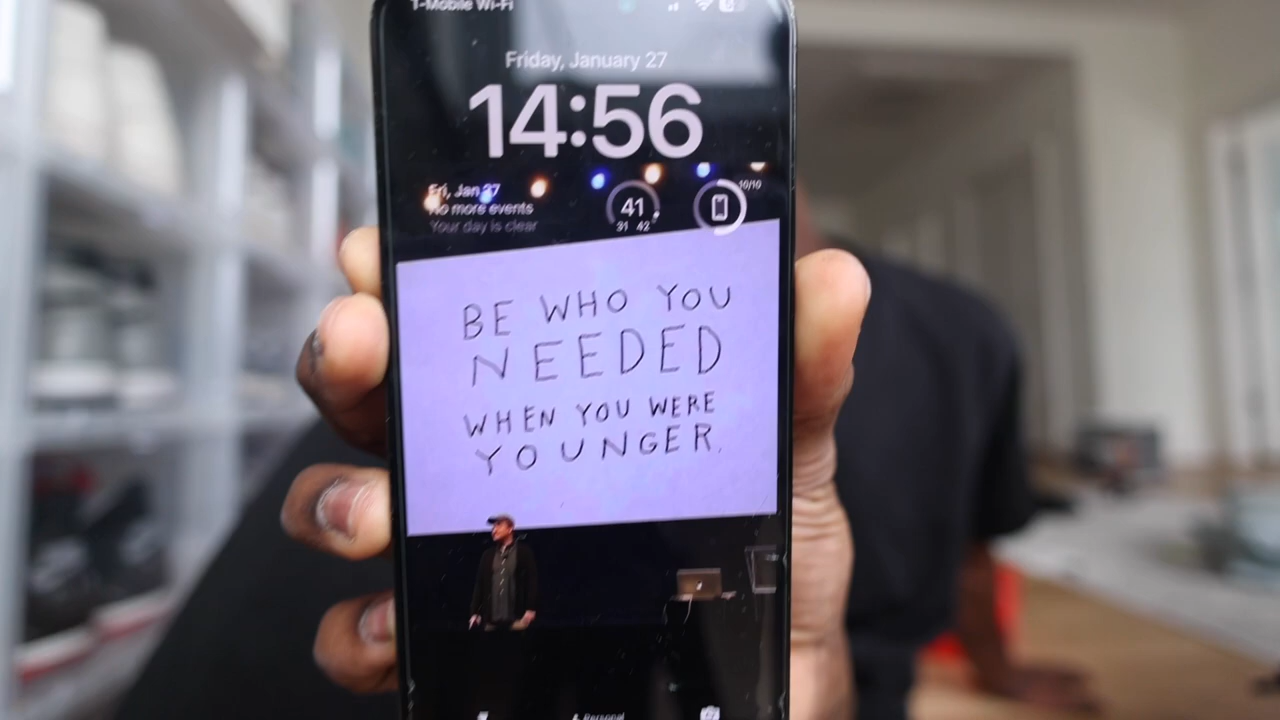 T-Mobile Wi-Fi
Friday, January 27
14:56
Fri, Jan 27
No more events
Your day is clear
41
31 42
10/10
BE WHO YOU
NEEDED
WHEN YOU WERE
YOUNGER.
Personal